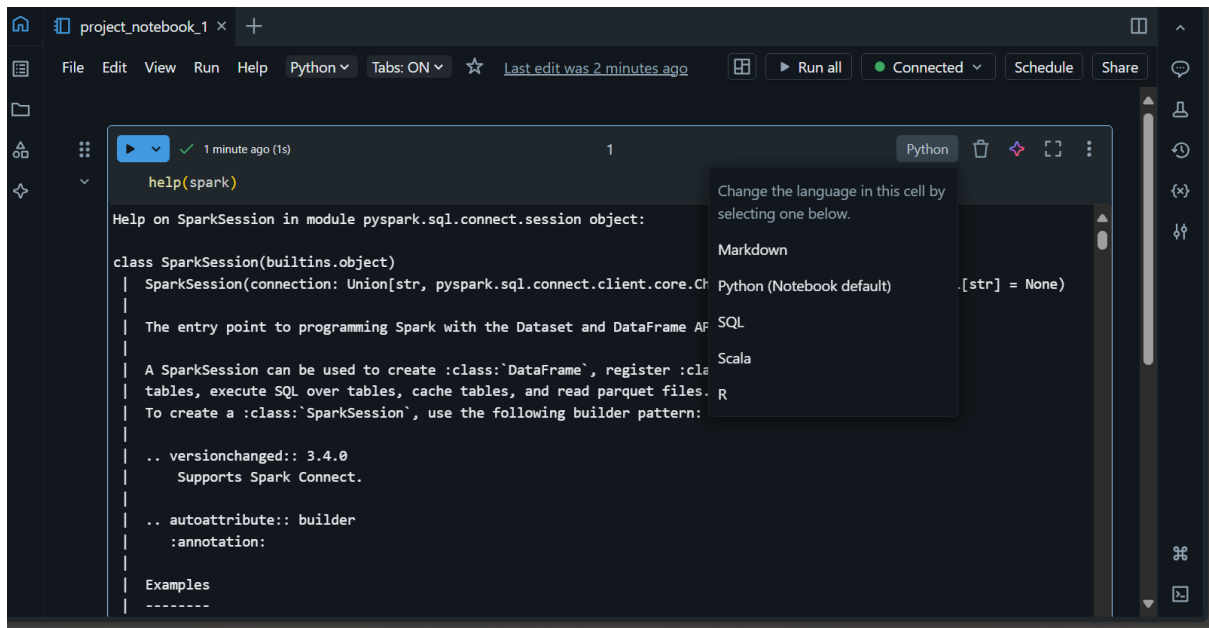 project_notebook_1
File Edit View Run Help Python Tabs: ON Last edit was 2 minutes ago Run all Connected Schedule Share
1 minute ago (1s) 1 Python
help(spark)
Change the language in this cell by
selecting one below.
Markdown
Python (Notebook default)
SQL
Scala
R
Help on SparkSession in module pyspark.sql.connect.session object:
class SparkSession(builtins.object)
| SparkSession(connection: Union[str, pyspark.sql.connect.client.core.Ch [str] = None)
|
| The entry point to programming Spark with the Dataset and DataFrame AP
|
| A SparkSession can be used to create :class:`DataFrame`, register :cla
| tables, execute SQL over tables, cache tables, and read parquet files.
| To create a :class:`SparkSession`, use the following builder pattern:
|
| .. versionchanged:: 3.4.0
| Supports Spark Connect.
|
| .. autoattribute:: builder
| :annotation:
|
| Examples
| --------